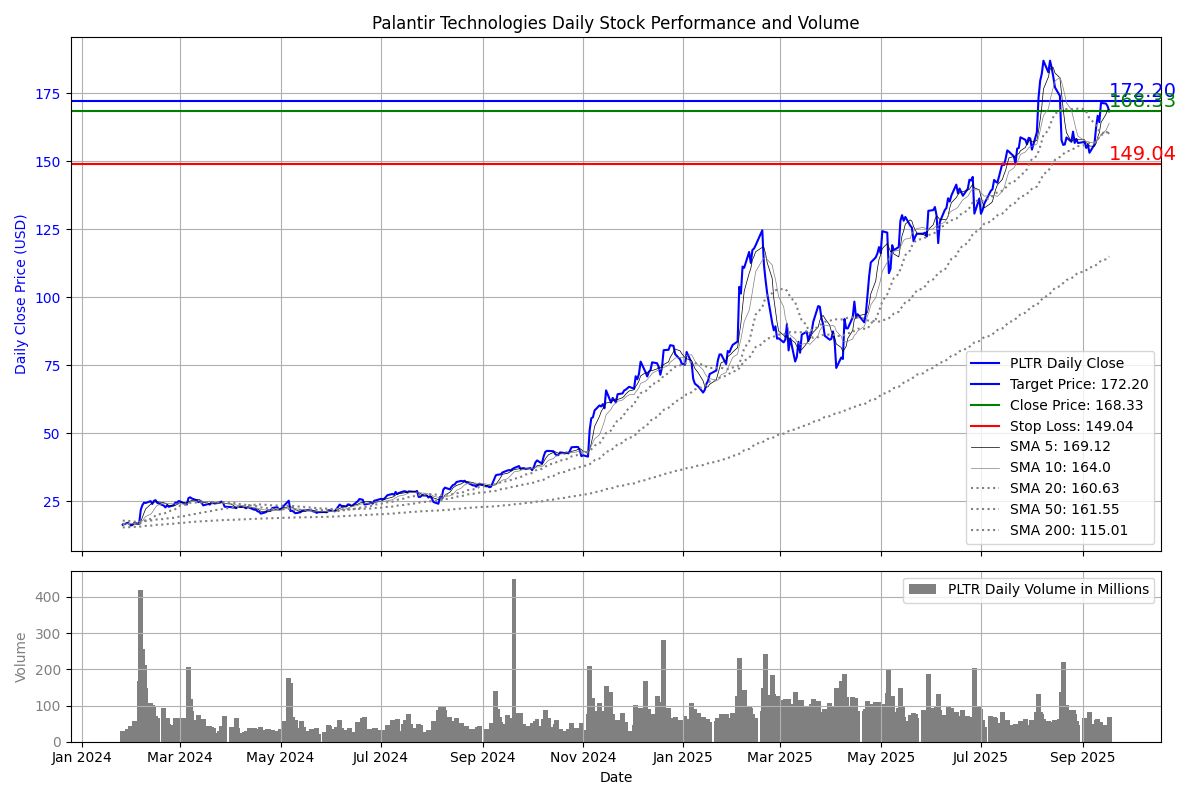 Palantir Technologies Daily Stock Performance and Volume
Daily Close Price (USD)
175
150
125
100
75
50
25
172.20
168.33
149.04
PLTR Daily Close
Target Price: 172.20
Close Price: 168.33
Stop Loss: 149.04
SMA 5: 169.12
SMA 10: 164.0
SMA 20: 160.63
SMA 50: 161.55
SMA 200: 115.01
Volume
400
300
200
100
0
PLTR Daily Volume in Millions
Jan 2024 Mar 2024 May 2024 Jul 2024 Sep 2024 Nov 2024 Jan 2025 Mar 2025 May 2025 Jul 2025 Sep 2025
Date